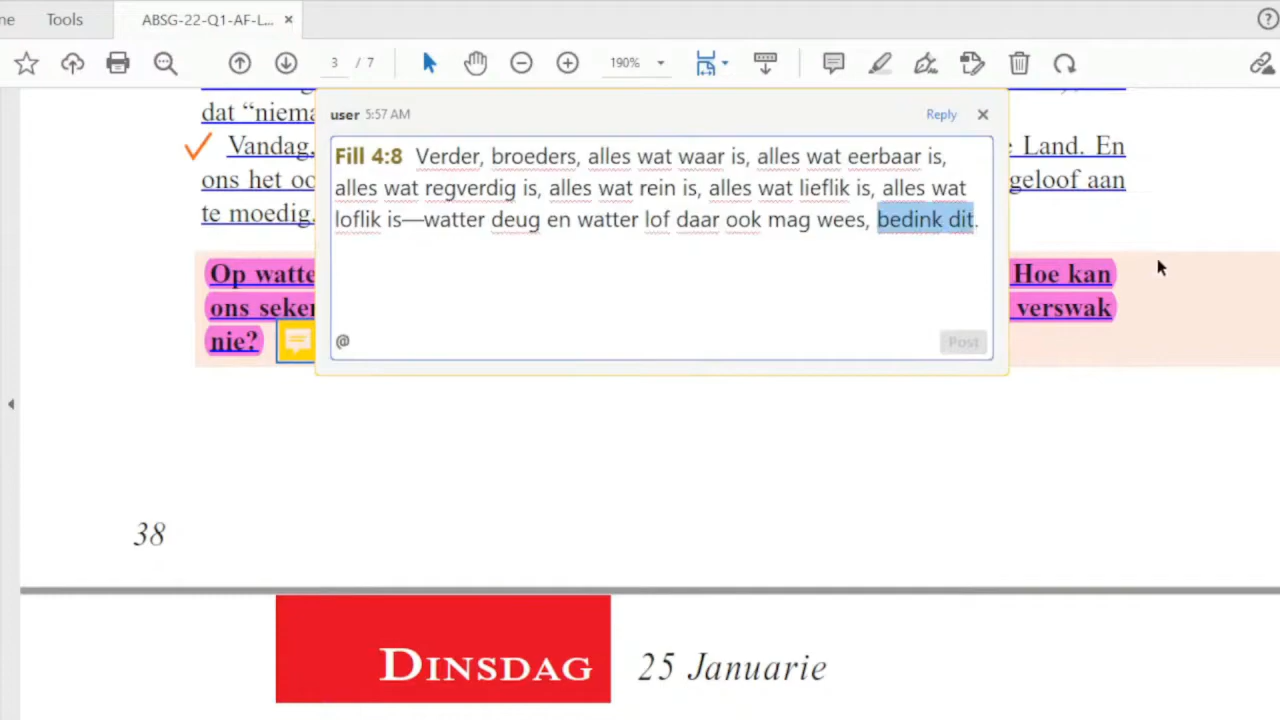 ne Tools ABSG-22-Q1-AF-L... ×
3 / 7 190%
dat “niema
user 5:57 AM Reply
Fill 4:8 Verder, broeders, alles wat waar is, alles wat eerbaar is,
alles wat regverdig is, alles wat rein is, alles wat lieflik is, alles wat
loflik is—watter deug en watter lof daar ook mag wees, bedink dit.
@ Post
Vandag, Land. En
ons het oo geloof aan
te moedig.
Op watte Hoe kan
ons seker verswak
nie?
38
DINSDAG 25 Januarie